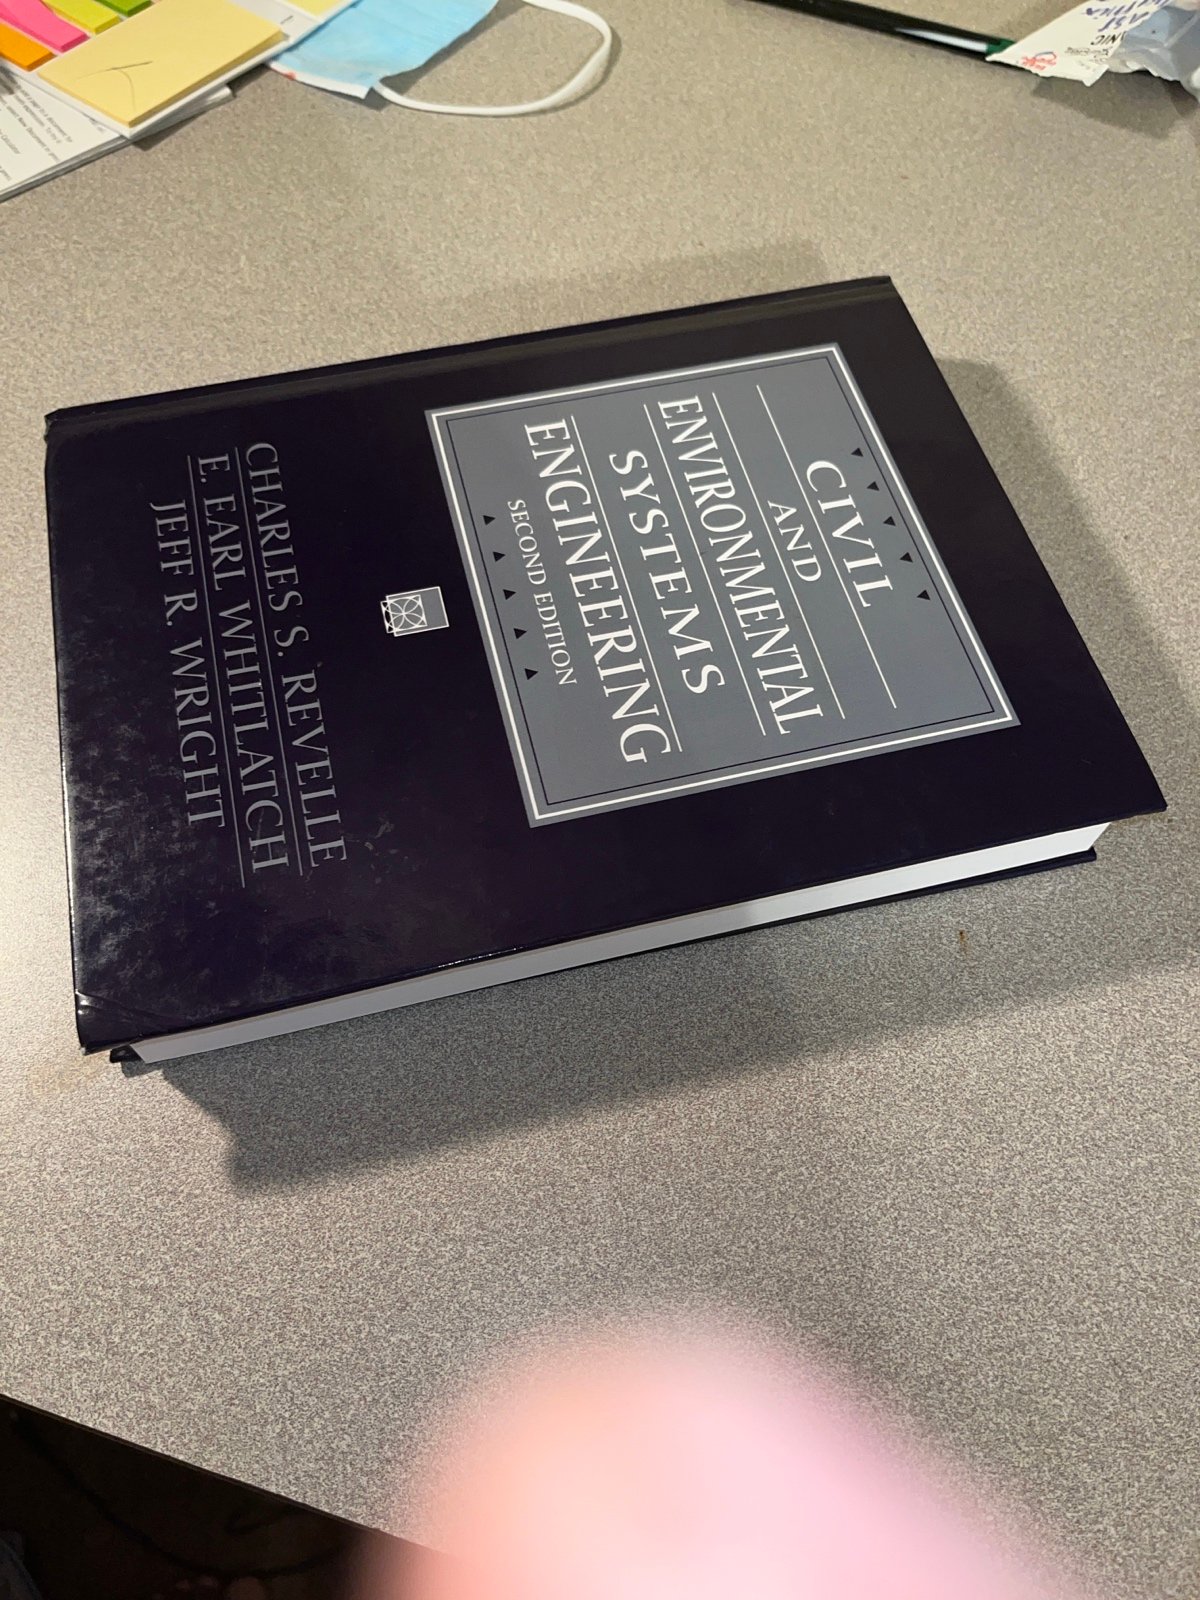 CIVIL
AND
ENVIRONMENTAL
SYSTEMS
ENGINEERING
SECOND EDITION
CHARLES S. REVELLE
E. EARL WHITLATCH
JEFF R. WRIGHT